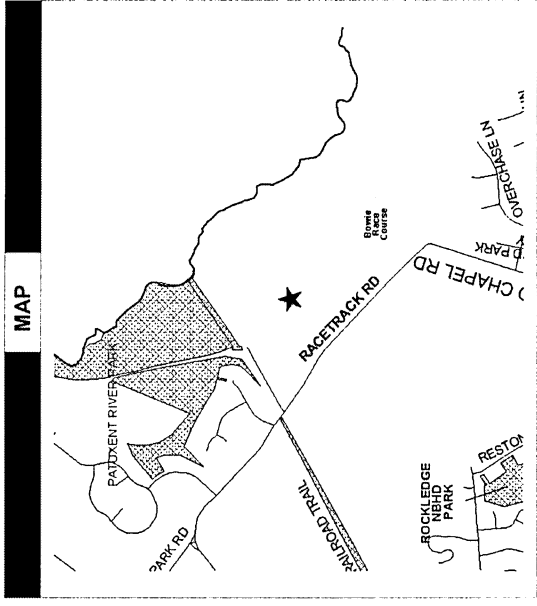 MAP
PATUXENT RIVER PARK
Bowie
Race
Course
OVERCHASE LN
D PARK
D CHAPEL RD
RACETRACK RD
PARK RD
RAILROAD TRAIL
ROCKLEDGE
NBHD
PARK
RESTON